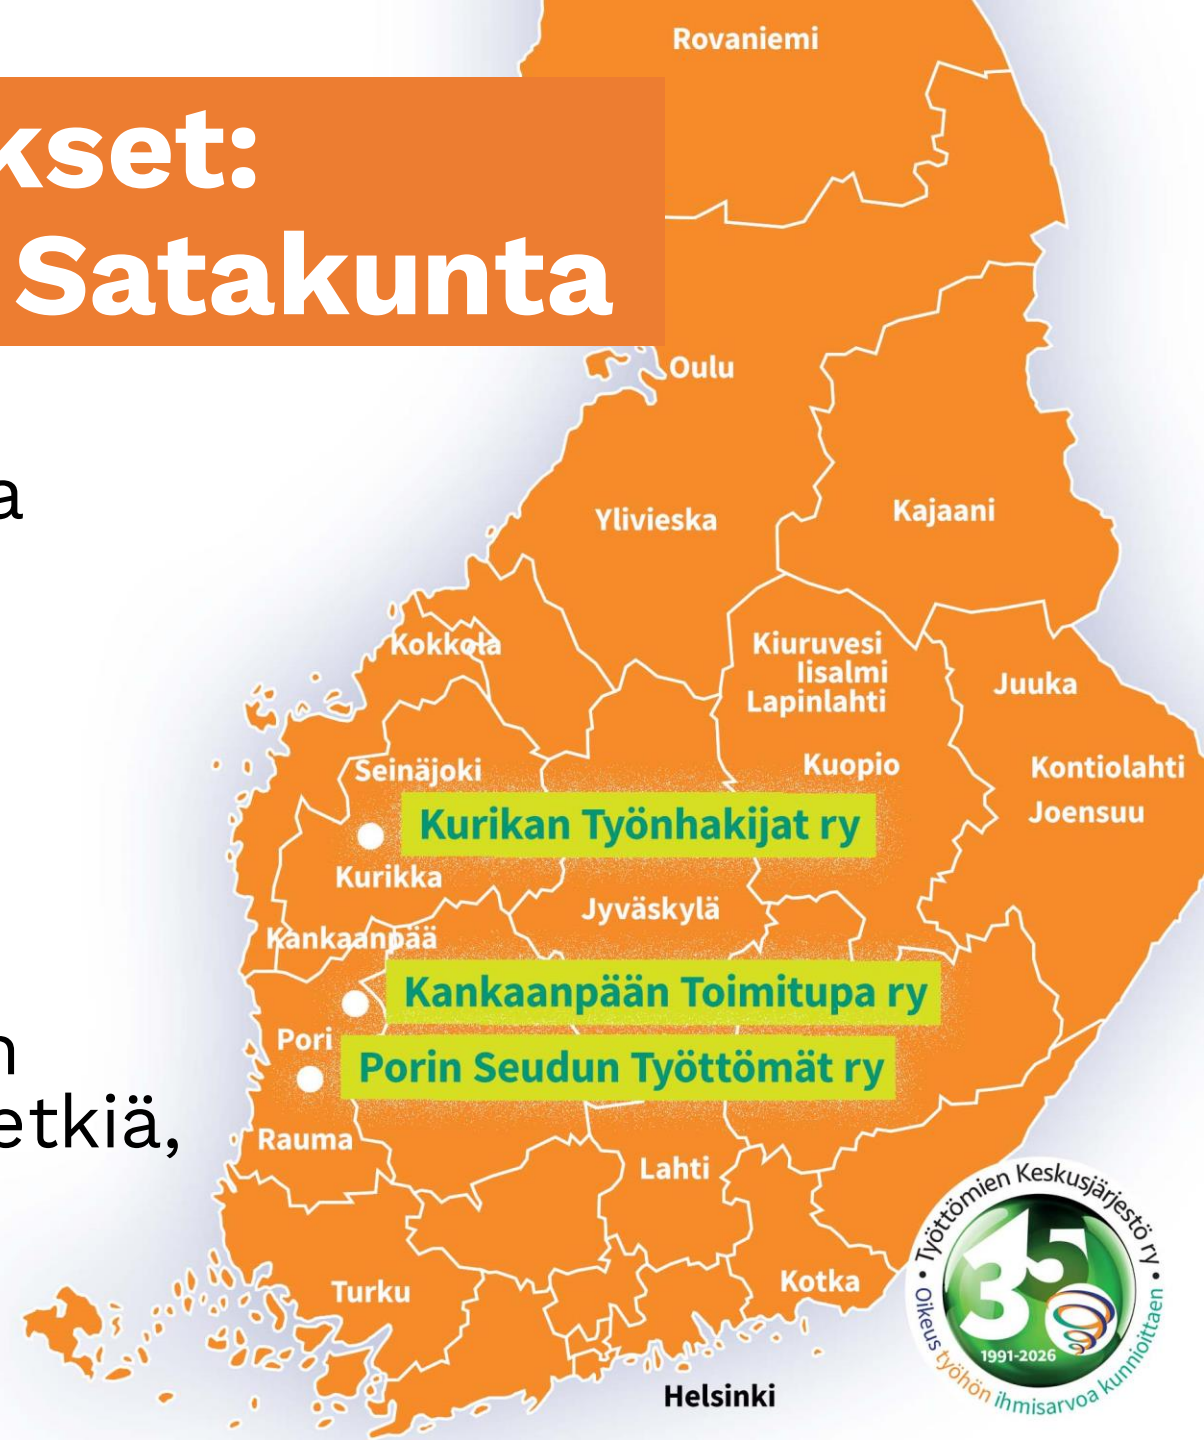 kset:
Satakunta
a
n
etkiä,
Rovaniemi
Oulu
Ylivieska
Kajaani
Kokkola
Kiuruvesi
Iisalmi
Lapinlahti
Juuka
Seinäjoki
Kuopio
Kontiolahti
Joensuu
Kurikan Työnhakijat ry
Kurikka
Jyväskylä
Kankaanpää
Kankaanpään Toimitupa ry
Pori
Porin Seudun Työttömät ry
Rauma
Lahti
Turku
Kotka
Helsinki
• Työttömien Keskusjärjestö ry •
35
1991-2026
Oikeus työhön ihmisarvoa kunnioittaen